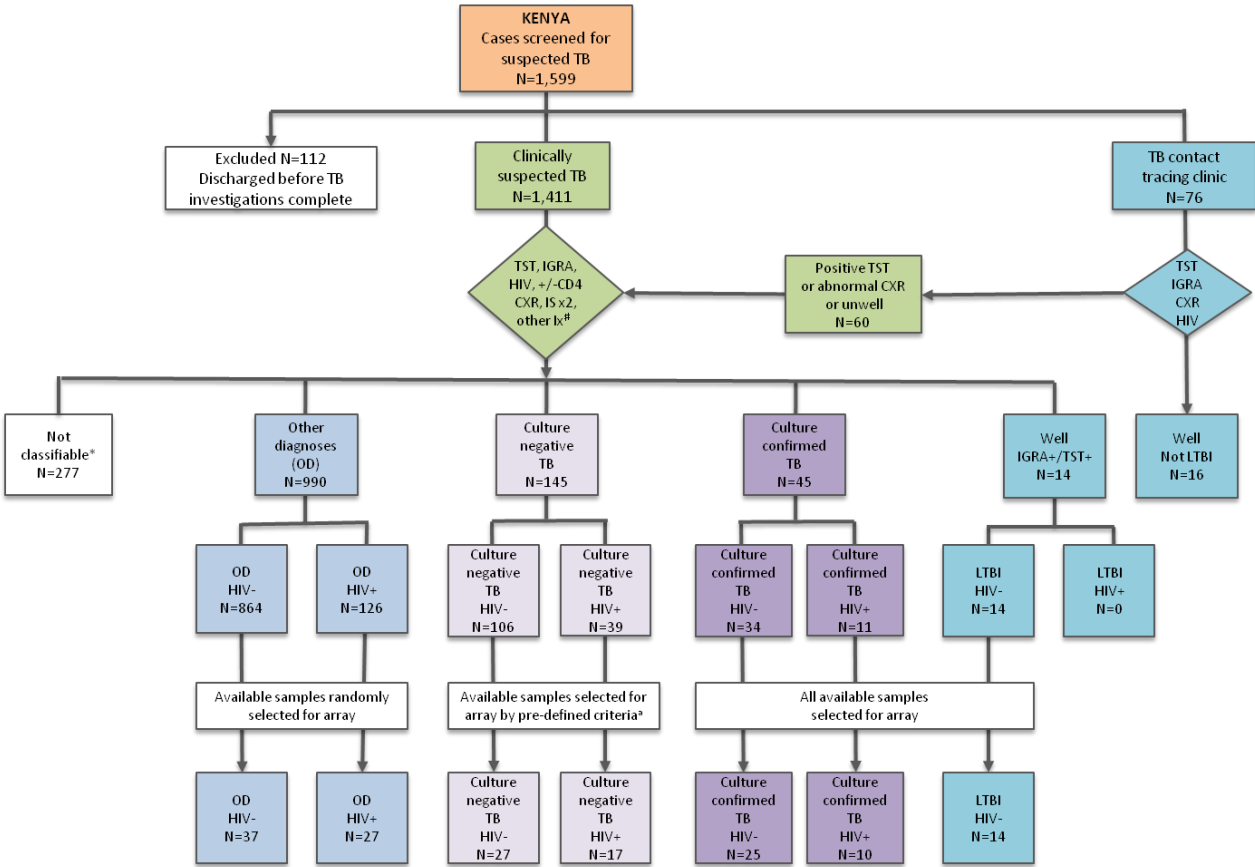 KENYA
Cases screened for
suspected TB
N=1,599
Excluded N=112
Discharged before TB
investigations complete
Clinically
suspected TB
N=1,411
TB contact
tracing clinic
N=76
TST, IGRA,
HIV, +/-CD4
CXR, IS x2,
other Ix#
Positive TST
or abnormal CXR
or unwell
N=60
TST
IGRA
CXR
HIV
Not
classifiable*
N=277
Other
diagnoses
(OD)
N=990
Culture
negative
TB
N=145
Culture
confirmed
TB
N=45
Well
IGRA+/TST+
N=14
Well
Not LTBI
N=16
OD
HIV-
N=864
OD
HIV+
N=126
Culture
negative
TB
HIV-
N=106
Culture
negative
TB
HIV+
N=39
Culture
confirmed
TB
HIV-
N=34
Culture
confirmed
TB
HIV+
N=11
LTBI
HIV-
N=14
LTBI
HIV+
N=0
Available samples randomly
selected for array
Available samples selected for
array by pre-defined criteriaª
All available samples
selected for array
OD
HIV-
N=37
OD
HIV+
N=27
Culture
negative
TB
HIV-
N=27
Culture
negative
TB
HIV+
N=17
Culture
confirmed
TB
HIV-
N=25
Culture
confirmed
TB
HIV+
N=10
LTBI
HIV-
N=14